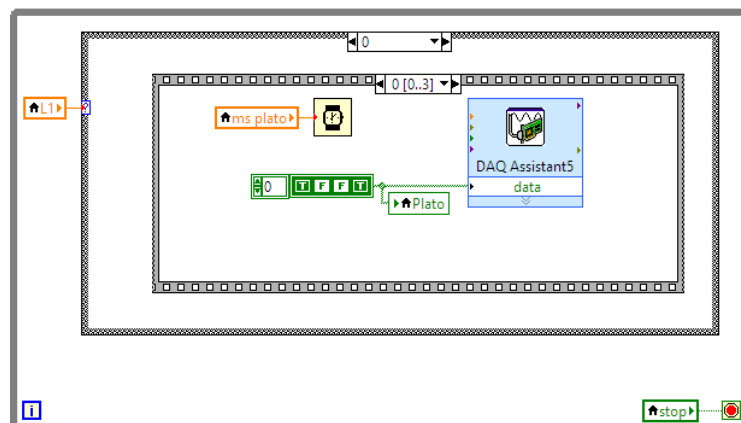 0
0 [0..3]
L1
?
ms plato
DAQ Assistant5
data
0
T F F T
Plato
i
stop